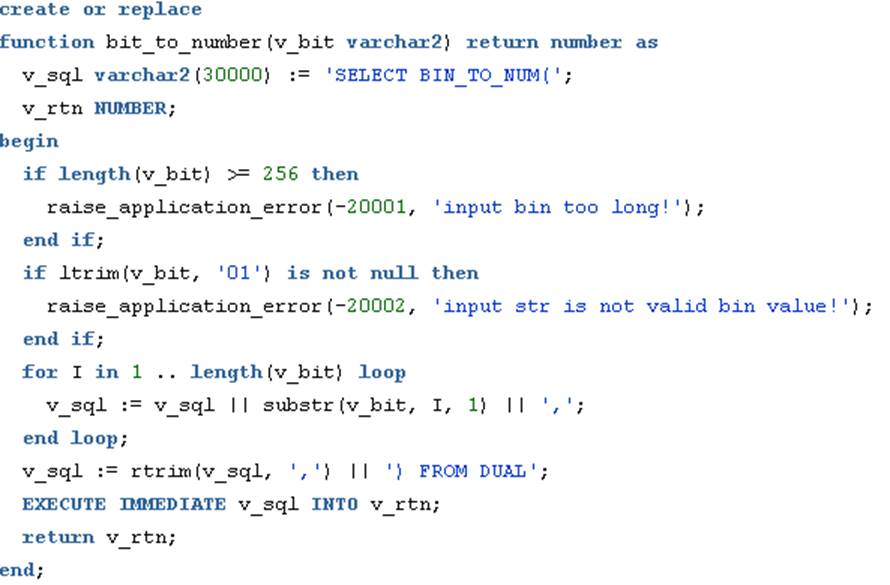 create or replace
function bit_to_number(v_bit varchar2) return number as
  v_sql varchar2(30000) := 'SELECT BIN_TO_NUM(';
  v_rtn NUMBER;
begin
  if length(v_bit) >= 256 then
    raise_application_error(-20001, 'input bin too long!');
  end if;
  if ltrim(v_bit, '01') is not null then
    raise_application_error(-20002, 'input str is not valid bin value!');
  end if;
  for I in 1 .. length(v_bit) loop
    v_sql := v_sql || substr(v_bit, I, 1) || ',';
  end loop;
  v_sql := rtrim(v_sql, ',') || ') FROM DUAL';
  EXECUTE IMMEDIATE v_sql INTO v_rtn;
  return v_rtn;
end;